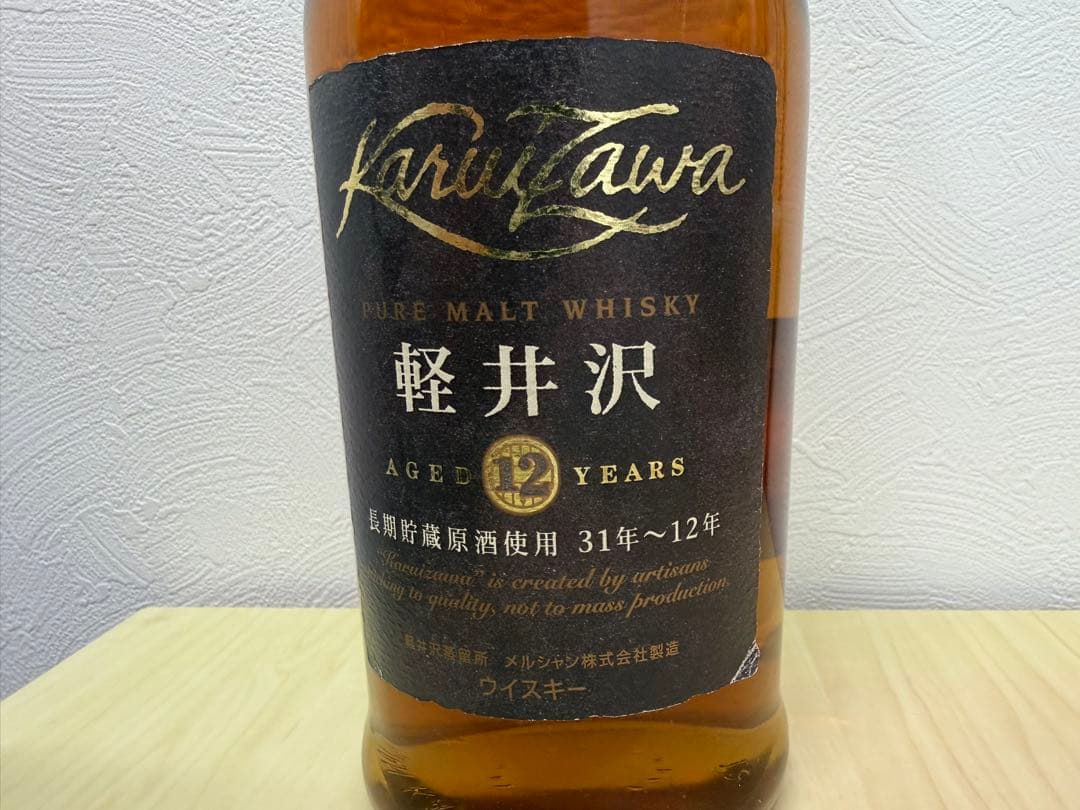 KaruiZawa
PURE MALT WHISKY
軽井沢
AGED 12 YEARS
長期貯蔵原酒使用 31年～12年
"Karuizawa" is created by artisans
to quality, not to mass production.
軽井沢蒸留所 メルシャン株式会社製造
ウイスキー